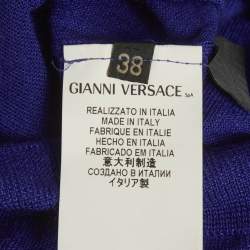 38
GIANNI VERSACE SpA
REALIZZATO IN ITALIA
MADE IN ITALY
FABRIQUE EN ITALIE
HECHO EN ITALIA
FABRICADO EM ITALIA
意大利制造
СОЗДАНО В ИТАЛИИ
イタリア製